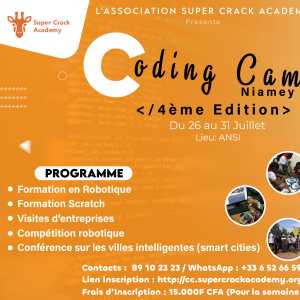 Super Crack
Academy
L'ASSOCIATION SUPER CRACK ACADEM
Presente
Coding Cam
Niamey
</4ème Edition>
Du 26 au 31 Juillet
Lieu: ANSI
PROGRAMME
Formation en Robotique
Formation Scratch
Visites d'entreprises
Compétition robotique
Conférence sur les villes intelligentes (smart cities)
Contacts : 89 10 23 23 / WhatsApp : +33 6 52 66 59
Lien Inscription : http://cc.supercrackacademy.org
Frais d'Inscription : 15.000F CFA (Pour la semaine